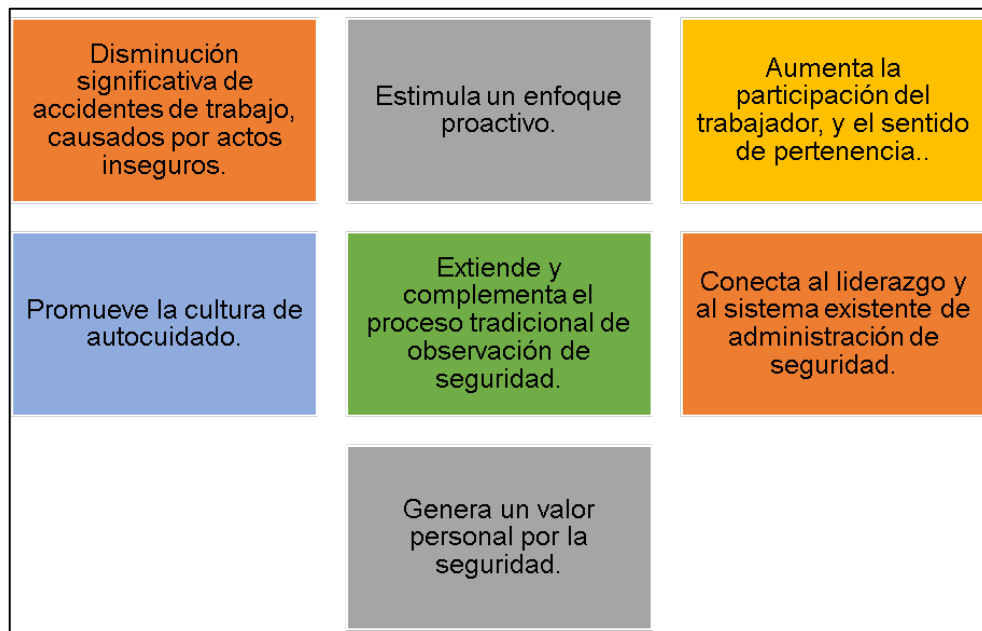 Disminución
significativa de
accidentes de trabajo,
causados por actos
inseguros.
Estimula un enfoque
proactivo.
Aumenta la
participación del
trabajador, y el sentido
de pertenencia..
Promueve la cultura de
autocuidado.
Extiende y
complementa el
proceso tradicional de
observación de
seguridad.
Conecta al liderazgo y
al sistema existente de
administración de
seguridad.
Genera un valor
personal por la
seguridad.